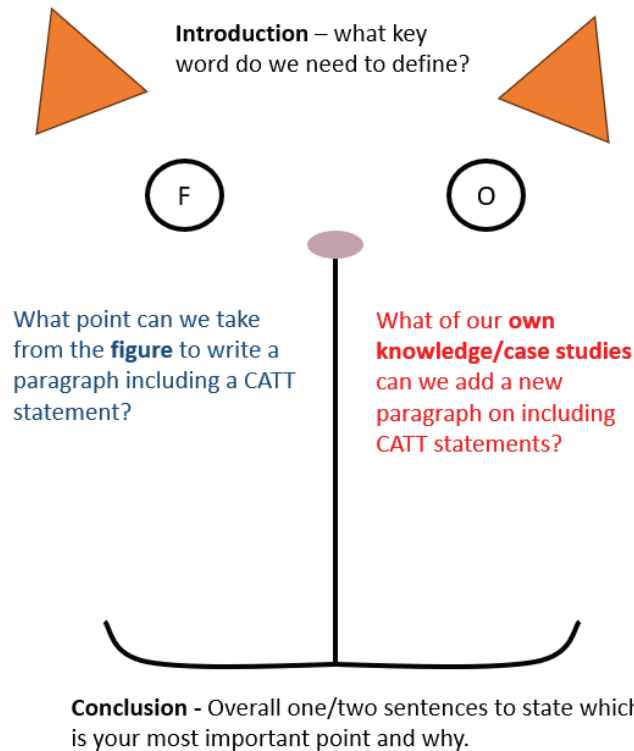 Introduction – what key
word do we need to define?
F
O
What point can we take
from the figure to write a
paragraph including a CATT
statement?
What of our own
knowledge/case studies
can we add a new
paragraph on including
CATT statements?
Conclusion - Overall one/two sentences to state which
is your most important point and why.